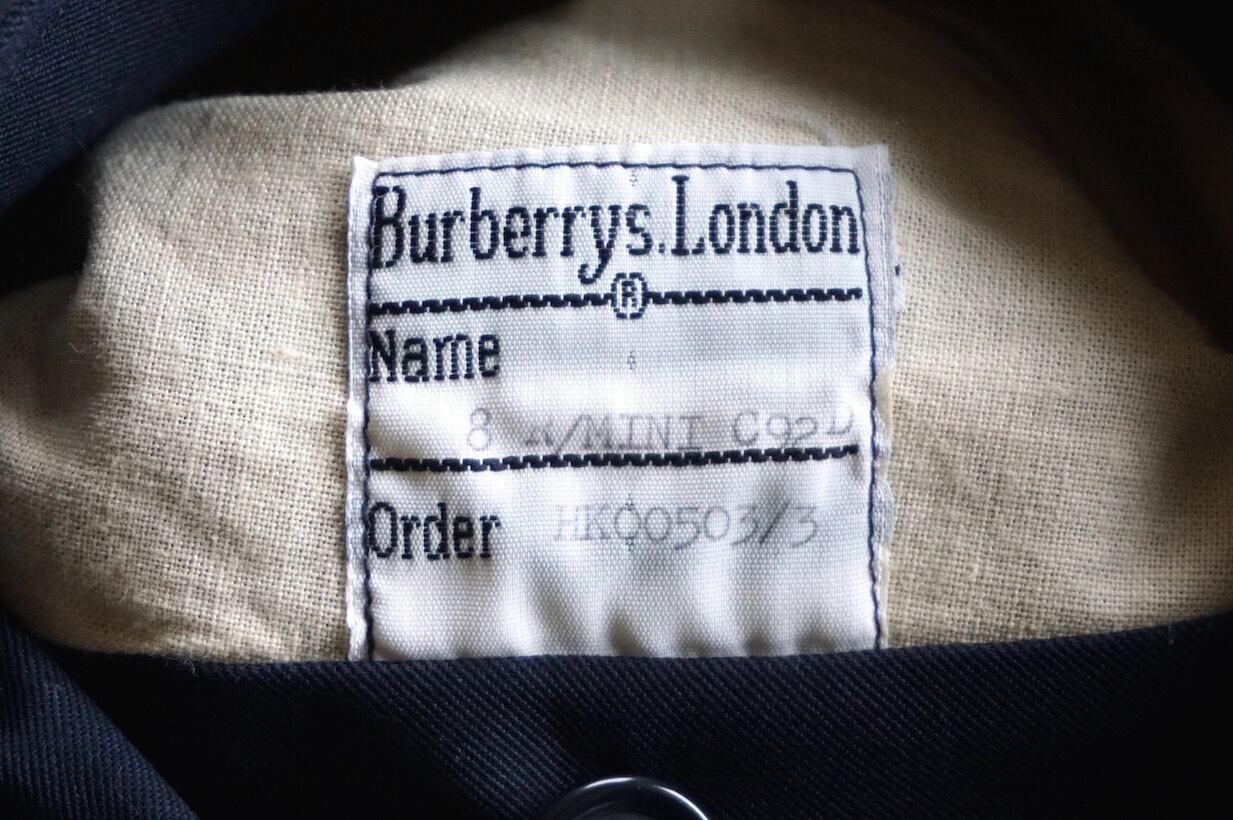 Burberrys.London
®
Name
8 R/MINI C92D
Order HK00503/3